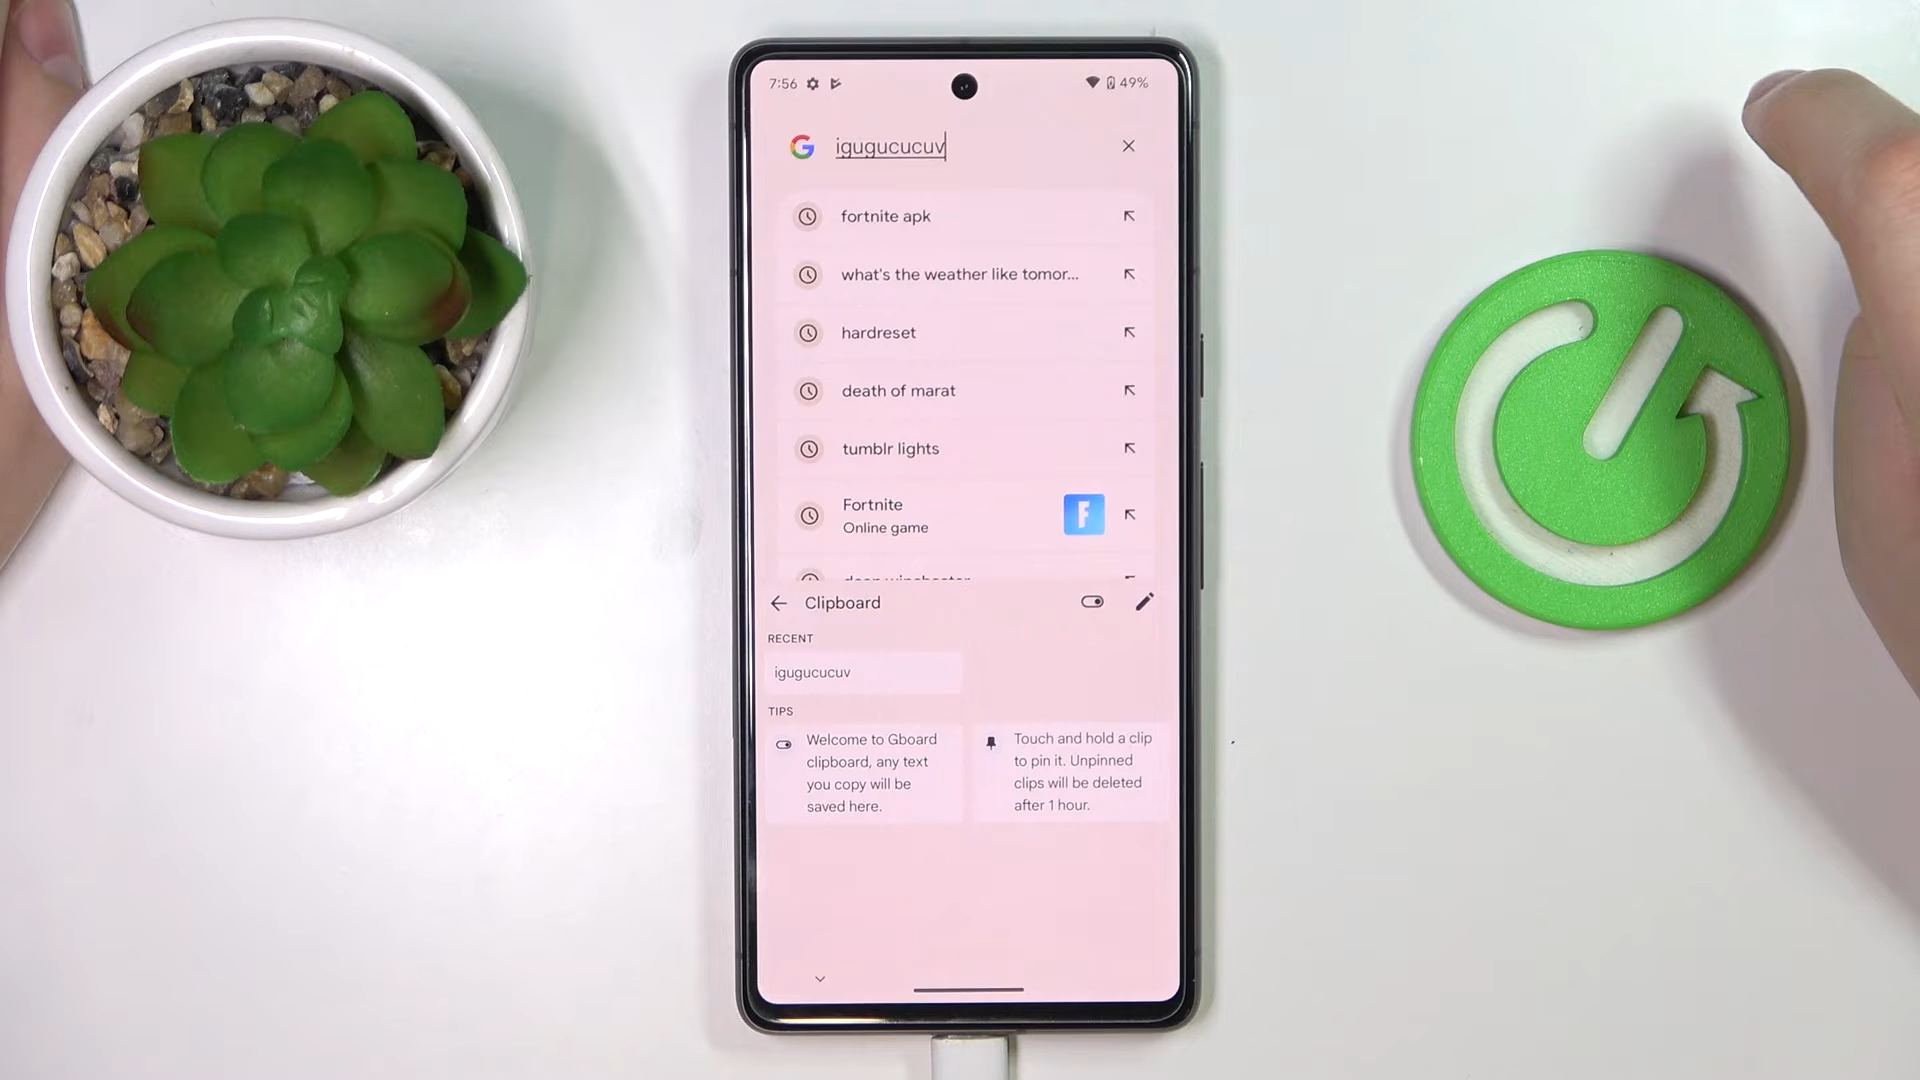 7:56 49%
igugucucuv
fortnite apk
what's the weather like tomor...
hardreset
death of marat
tumblr lights
Fortnite
Online game
F
Clipboard
RECENT
igugucucuv
TIPS
Welcome to Gboard
clipboard, any text
you copy will be
saved here.
Touch and hold a clip
to pin it. Unpinned
clips will be deleted
after 1 hour.